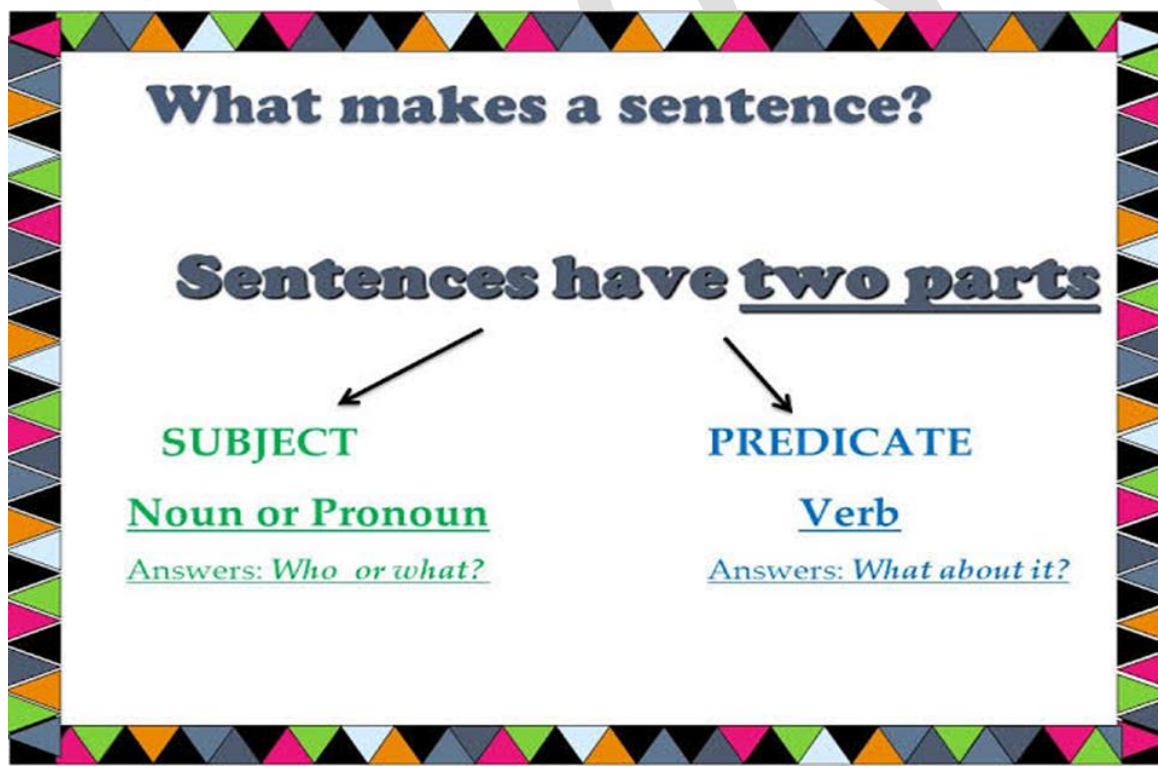 What makes a sentence?
Sentences have two parts
SUBJECT
PREDICATE
Noun or Pronoun
Verb
Answers: Who or what?
Answers: What about it?